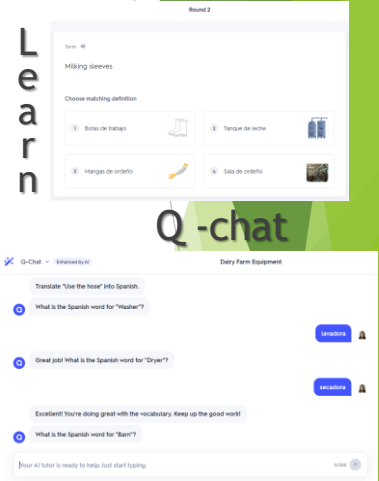 Round 2
Learn
Term
Milking sleeves
Choose matching definition
1 Botas de trabajo
2 Tanque de leche
3 Mangas de ordeño
4 Sala de ordeño
Q -chat
Q-Chat Enhanced by AI
Dairy Farm Equipment
Translate "Use the hose" into Spanish.
What is the Spanish word for "Washer"?
lavadora
Great job! What is the Spanish word for "Dryer"?
secadora
Excellent! You're doing great with the vocabulary. Keep up the good work!
What is the Spanish word for "Barn"?
Your AI tutor is ready to help. Just start typing.